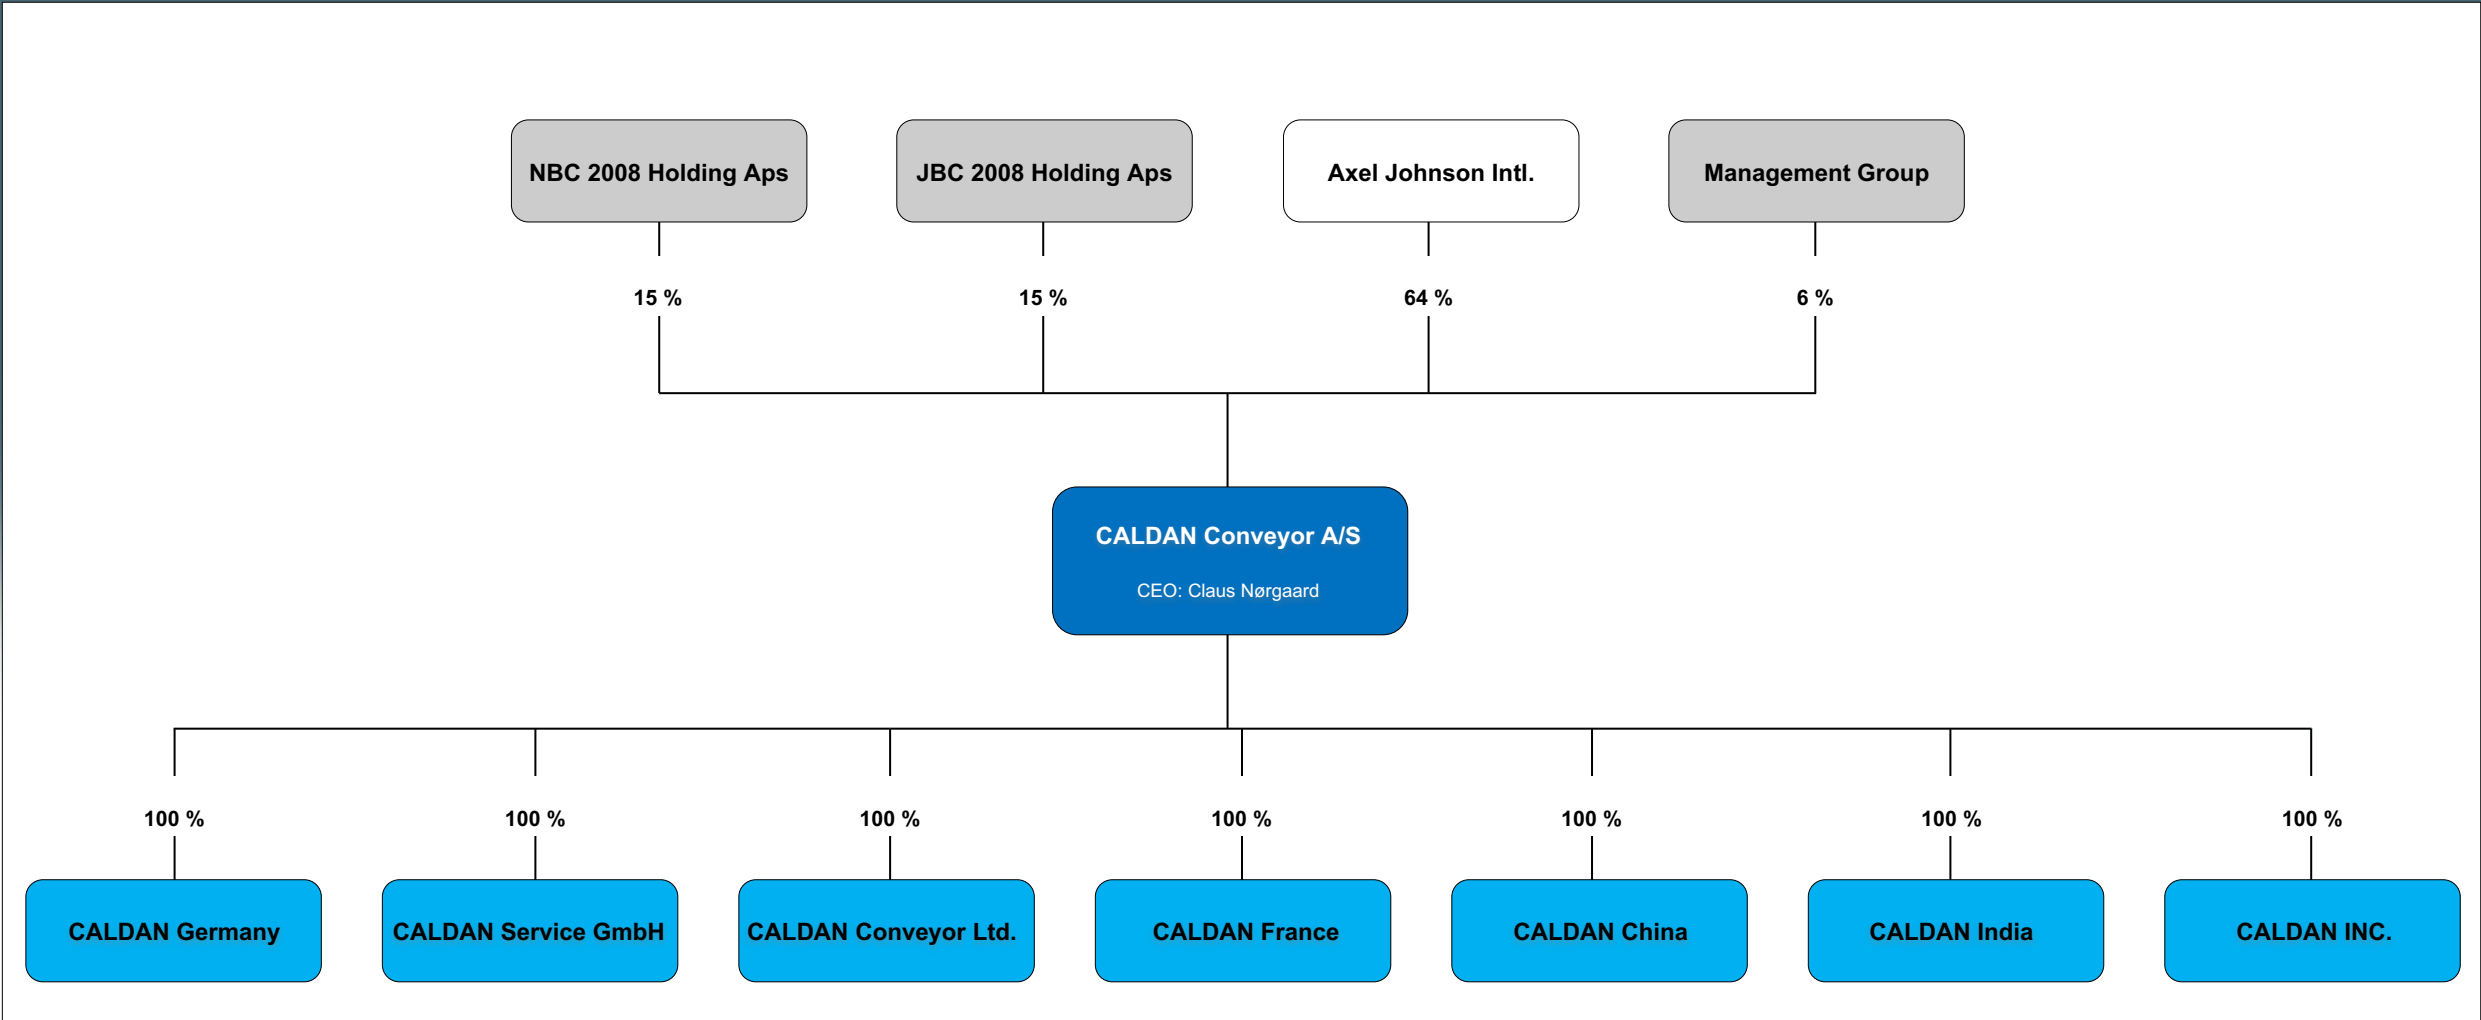 NBC 2008 Holding Aps
JBC 2008 Holding Aps
Axel Johnson Intl.
Management Group
15 %
15 %
64 %
6 %
CALDAN Conveyor A/S
CEO: Claus Nørgaard
100 %
100 %
100 %
100 %
100 %
100 %
100 %
CALDAN Germany
CALDAN Service GmbH
CALDAN Conveyor Ltd.
CALDAN France
CALDAN China
CALDAN India
CALDAN INC.